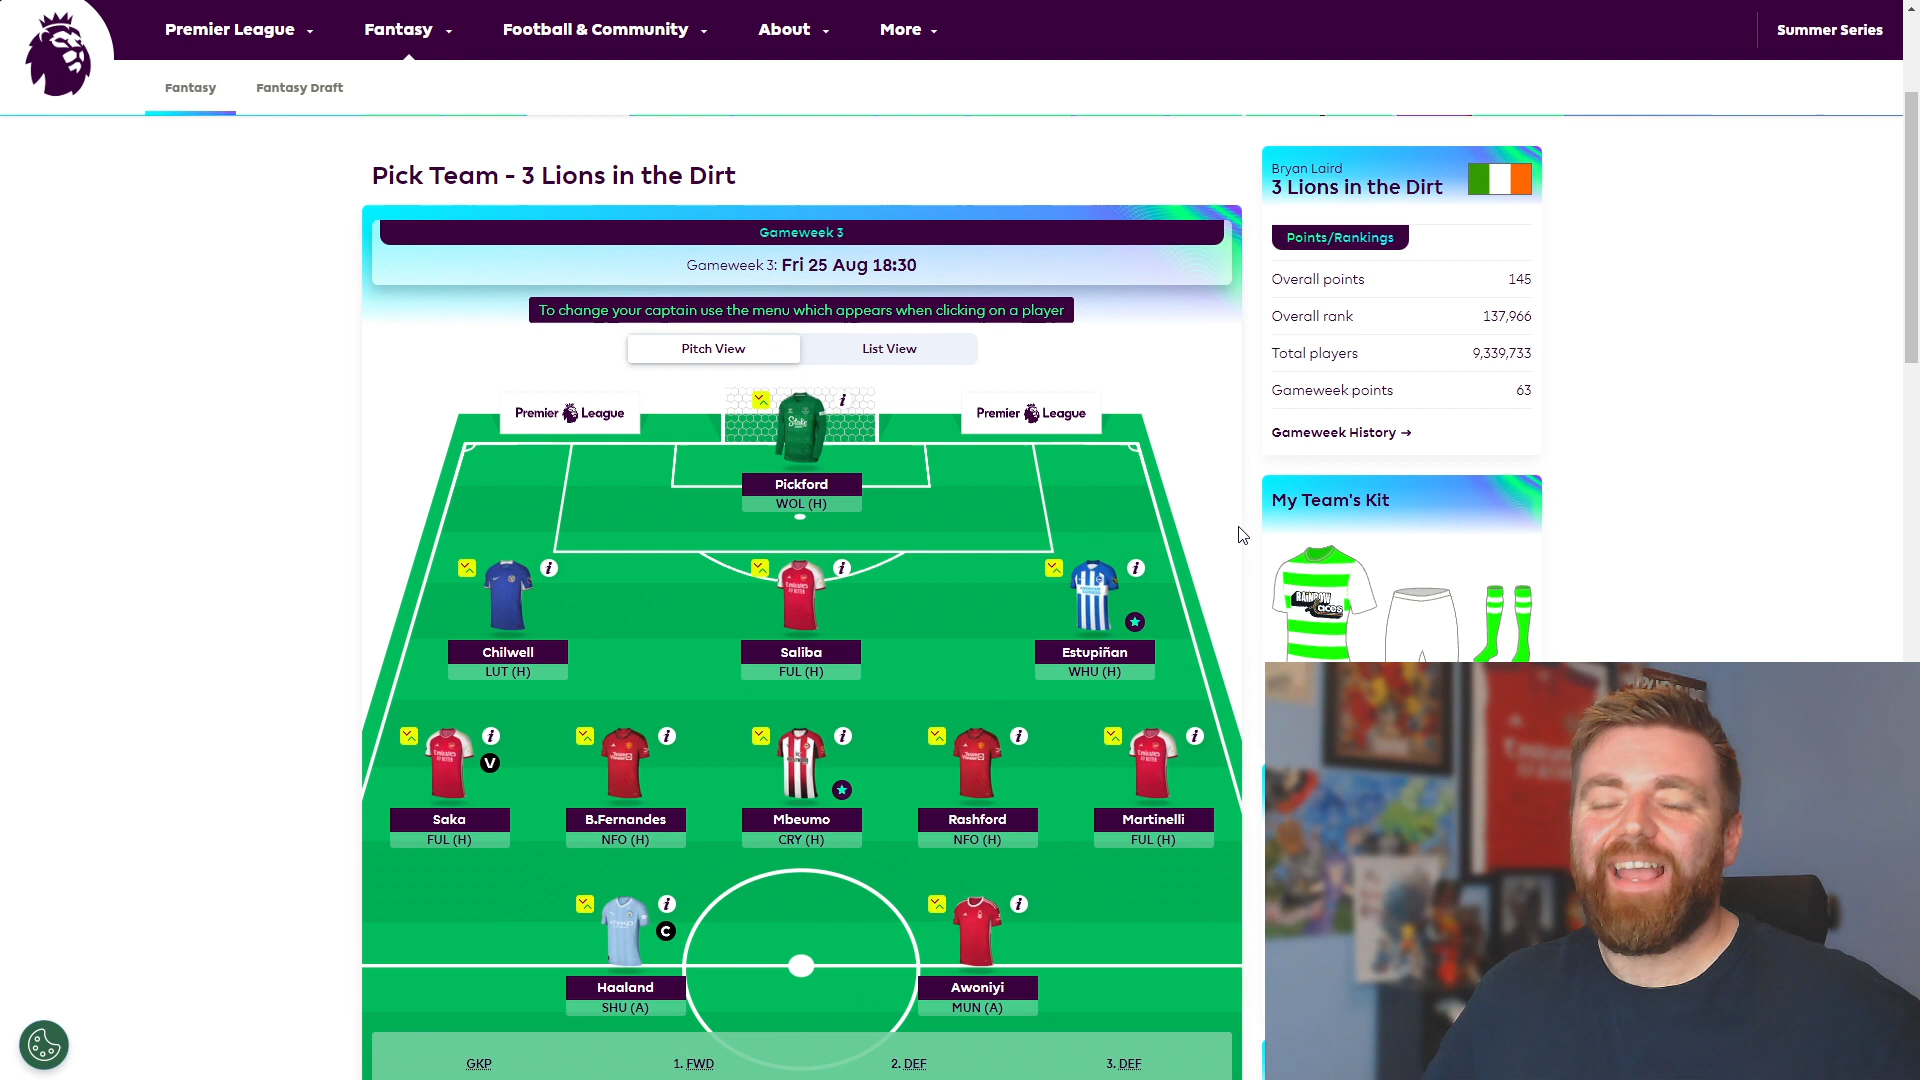 Premier League
Fantasy
Football & Community
About
More
Summer Series
Fantasy
Fantasy Draft
Pick Team - 3 Lions in the Dirt
Gameweek 3
Gameweek 3: Fri 25 Aug 18:30
To change your captain use the menu which appears when clicking on a player
Pitch View
List View
Premier League
Premier League
Stake
Pickford
WOL (H)
Chilwell
LUT (H)
Saliba
FUL (H)
Estupiñan
WHU (H)
V
Saka
FUL (H)
B.Fernandes
NFO (H)
Mbeumo
CRY (H)
Rashford
NFO (H)
Martinelli
FUL (H)
C
Haaland
SHU (A)
Awoniyi
MUN (A)
GKP
1. FWD
2. DEF
3. DEF
Bryan Laird
3 Lions in the Dirt
Points/Rankings
Overall points 145
Overall rank 137,966
Total players 9,339,733
Gameweek points 63
Gameweek History →
My Team's Kit
RAiNBOW
aces